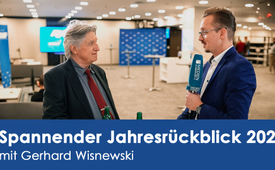 Spannender Jahresrückblick 202
mit Gerhard Wisnewski